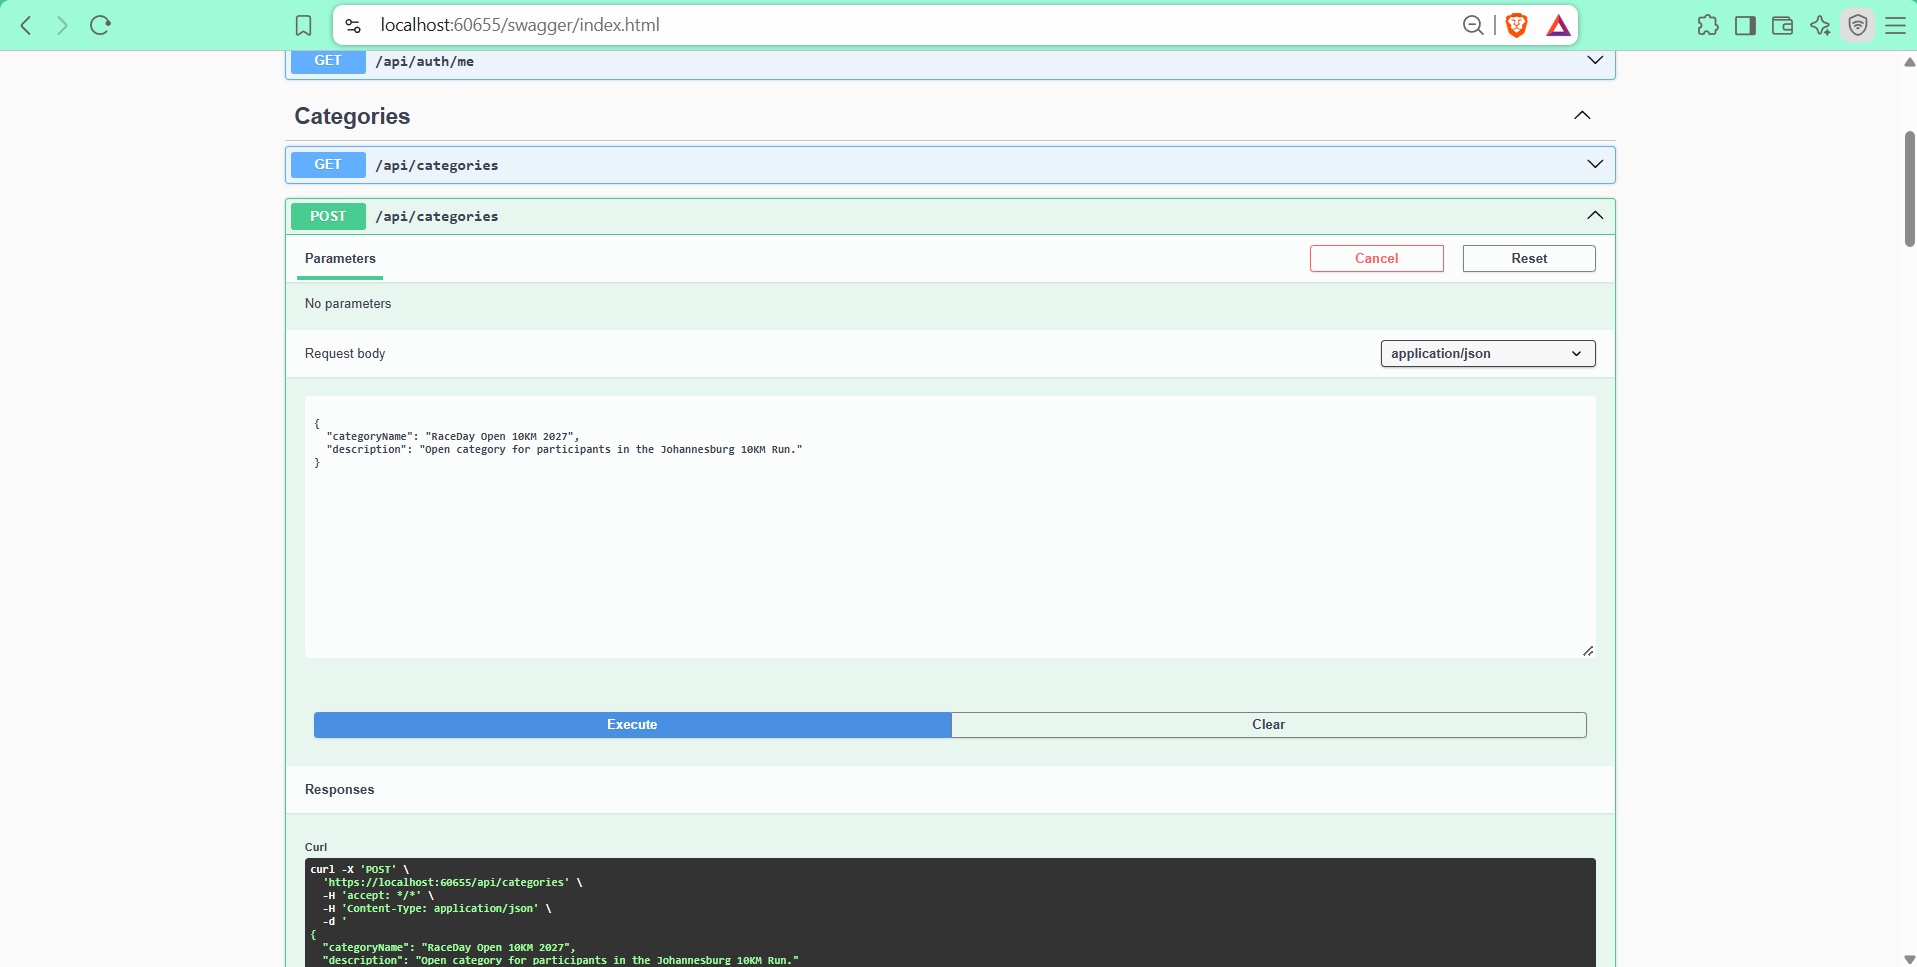 localhost:60655/swagger/index.html
GET /api/auth/me
Categories
GET /api/categories
POST /api/categories
Parameters
Cancel
Reset
No parameters
Request body
application/json
{
  "categoryName": "RaceDay Open 10KM 2027",
  "description": "Open category for participants in the Johannesburg 10KM Run."
}
Execute
Clear
Responses
Curl
curl -X 'POST' \
  'https://localhost:60655/api/categories' \
  -H 'accept: */*' \
  -H 'Content-Type: application/json' \
  -d '
{
  "categoryName": "RaceDay Open 10KM 2027",
  "description": "Open category for participants in the Johannesburg 10KM Run."